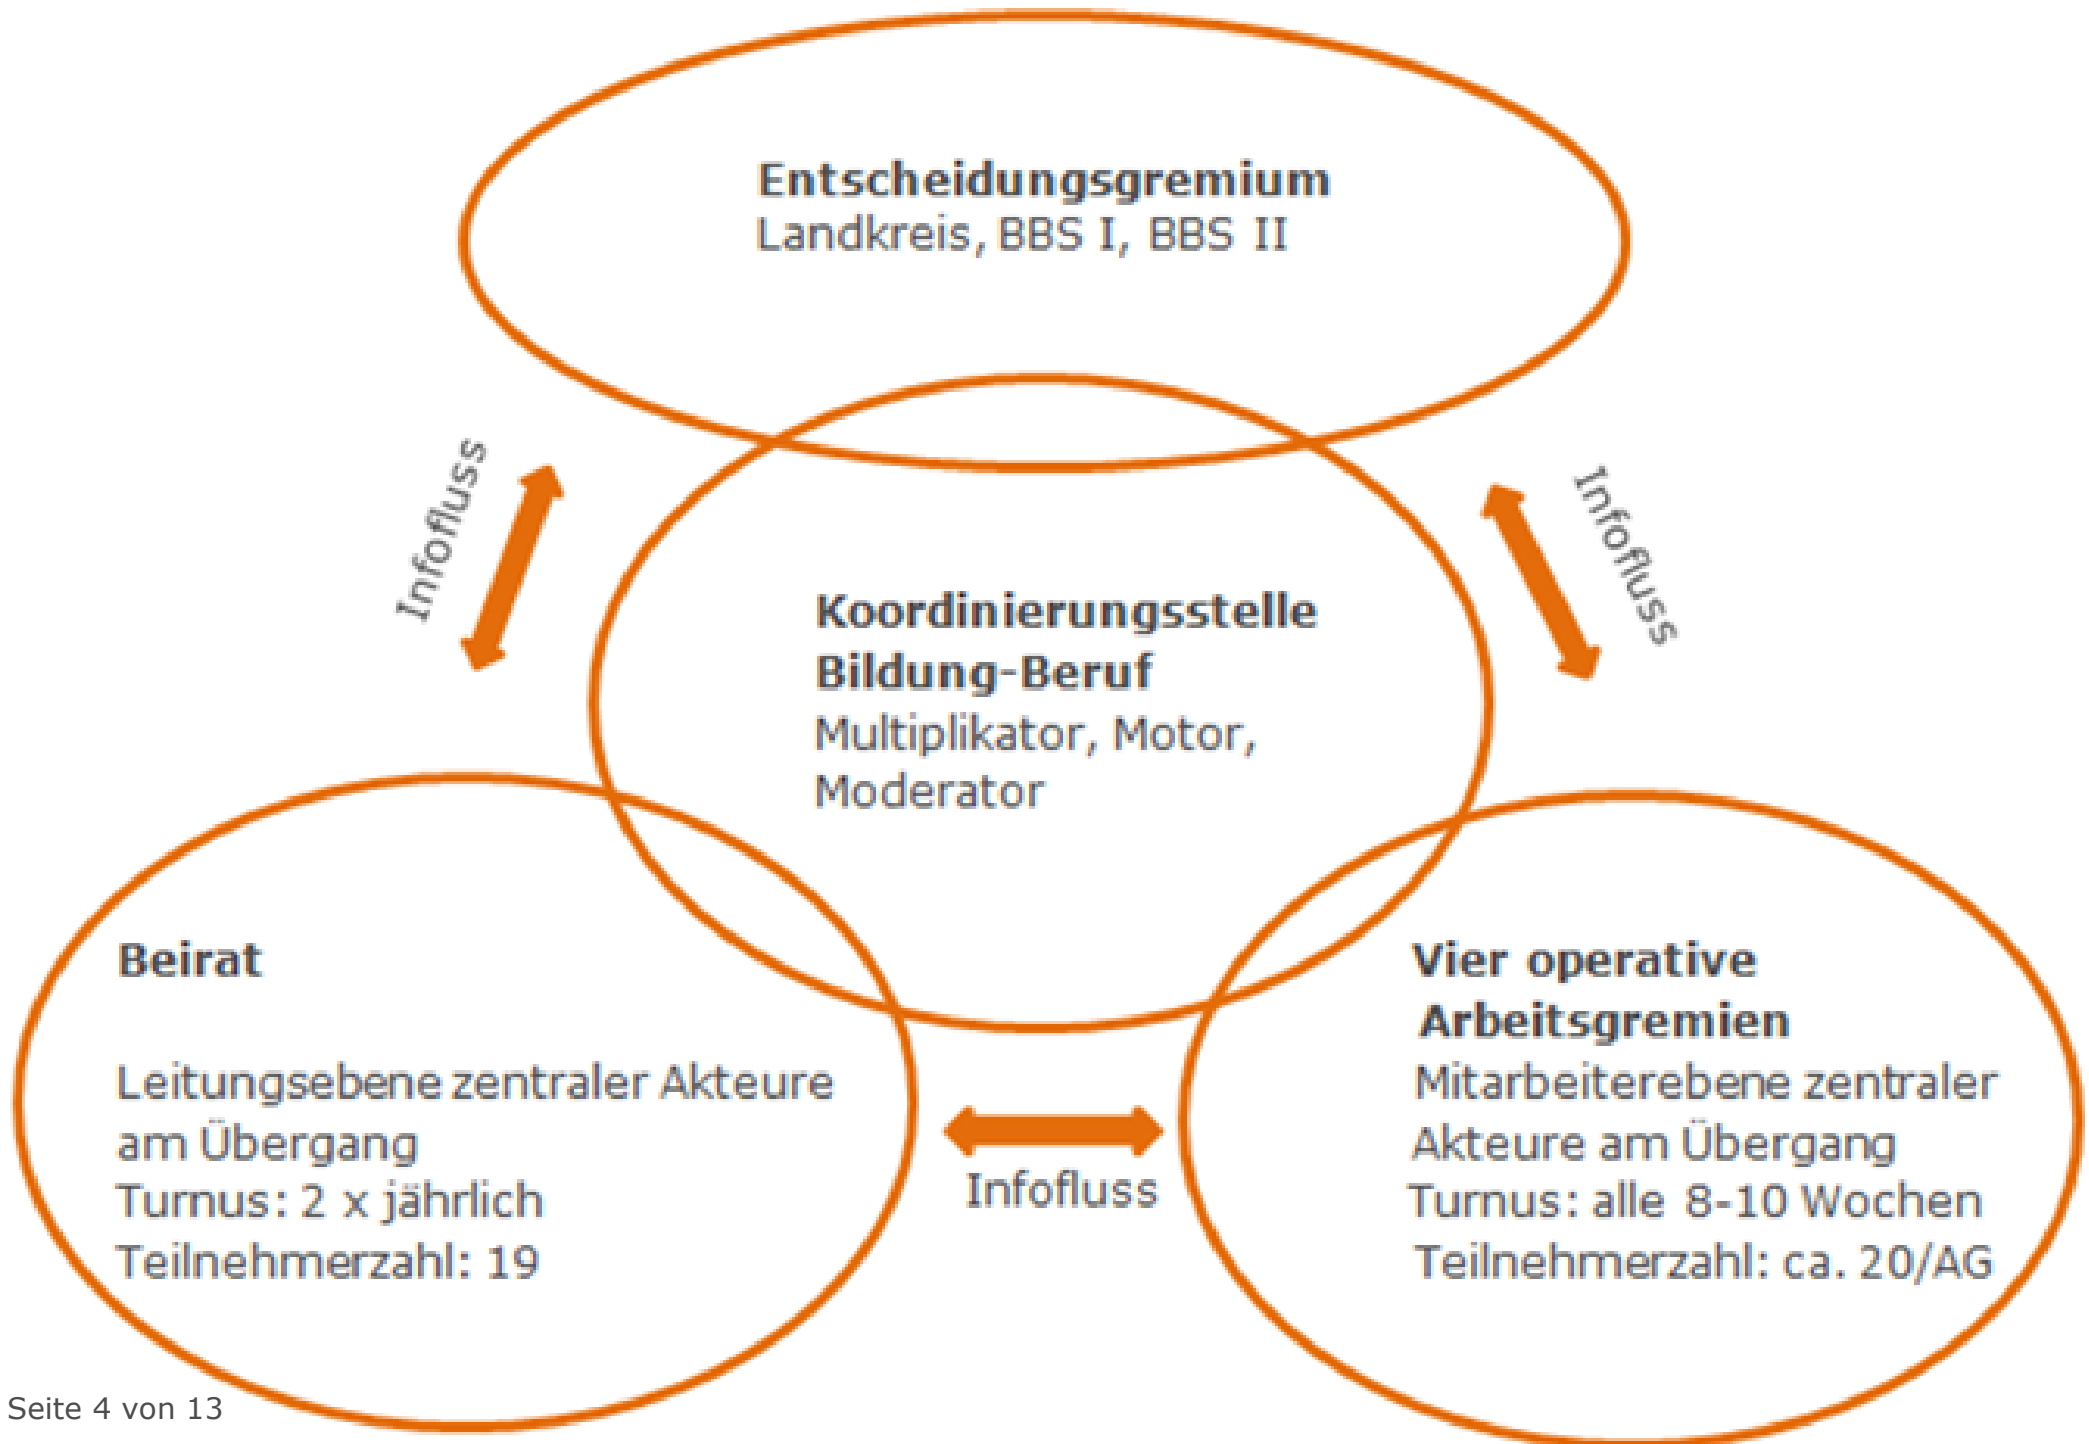 Entscheidungsgremium
Landkreis, BBS I, BBS II
Infofluss
Infofluss
Koordinierungsstelle
Bildung-Beruf
Multiplikator, Motor,
Moderator
Beirat
Leitungsebene zentraler Akteure
am Übergang
Turnus: 2 x jährlich
Teilnehmerzahl: 19
Infofluss
Vier operative
Arbeitsgremien
Mitarbeiterebene zentraler
Akteure am Übergang
Turnus: alle 8-10 Wochen
Teilnehmerzahl: ca. 20/AG
Seite 4 von 13